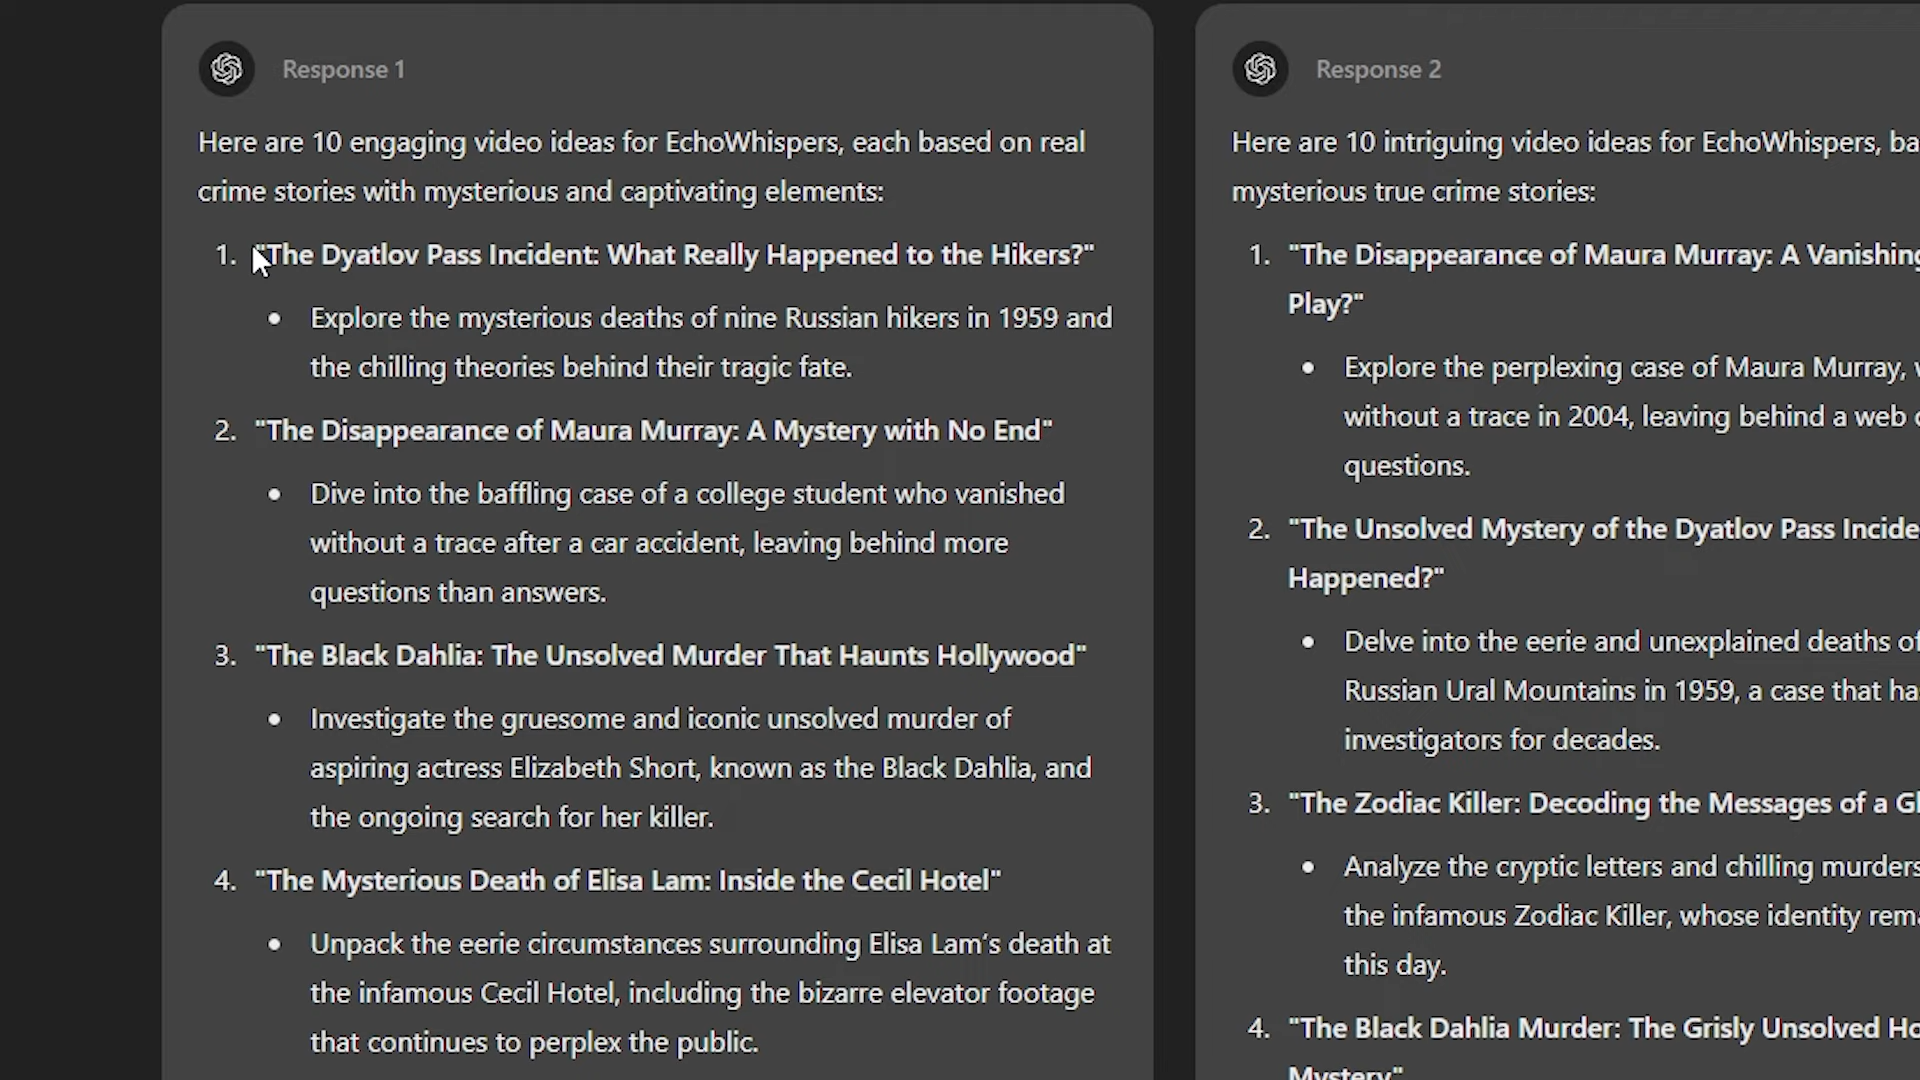 Response 1
Here are 10 engaging video ideas for EchoWhispers, each based on real
crime stories with mysterious and captivating elements:
1. "The Dyatlov Pass Incident: What Really Happened to the Hikers?"
• Explore the mysterious deaths of nine Russian hikers in 1959 and
the chilling theories behind their tragic fate.
2. "The Disappearance of Maura Murray: A Mystery with No End"
• Dive into the baffling case of a college student who vanished
without a trace after a car accident, leaving behind more
questions than answers.
3. "The Black Dahlia: The Unsolved Murder That Haunts Hollywood"
• Investigate the gruesome and iconic unsolved murder of
aspiring actress Elizabeth Short, known as the Black Dahlia, and
the ongoing search for her killer.
4. "The Mysterious Death of Elisa Lam: Inside the Cecil Hotel"
• Unpack the eerie circumstances surrounding Elisa Lam's death at
the infamous Cecil Hotel, including the bizarre elevator footage
that continues to perplex the public.
Response 2
Here are 10 intriguing video ideas for EchoWhispers,
mysterious true crime stories:
1. "The Disappearance of Maura Murray: A Vanishing
Play?"
• Explore the perplexing case of Maura Murray,
without a trace in 2004, leaving behind a web
questions.
2. "The Unsolved Mystery of the Dyatlov Pass
Happened?"
• Delve into the eerie and unexplained deaths of
Russian Ural Mountains in 1959, a case that
investigators for decades.
3. "The Zodiac Killer: Decoding the Messages of a
• Analyze the cryptic letters and chilling murders
the infamous Zodiac Killer, whose identity
this day.
4. "The Black Dahlia Murder: The Grisly Unsolved
Mystery"